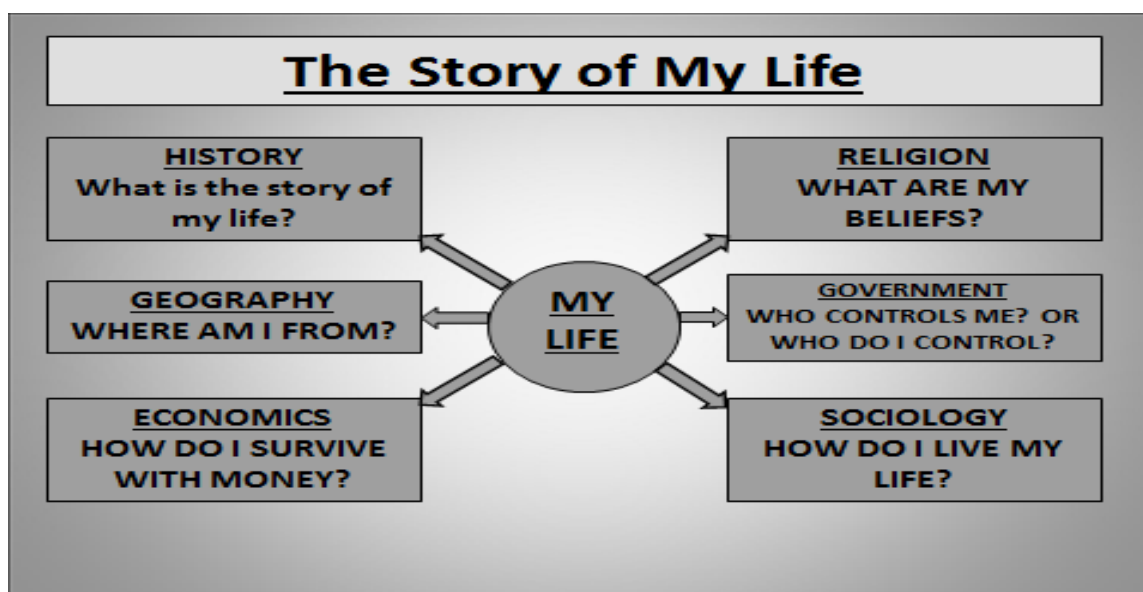 The Story of My Life
HISTORY
What is the story of
my life?
GEOGRAPHY
WHERE AM I FROM?
ECONOMICS
HOW DO I SURVIVE
WITH MONEY?
MY
LIFE
RELIGION
WHAT ARE MY
BELIEFS?
GOVERNMENT
WHO CONTROLS ME? OR
WHO DO I CONTROL?
SOCIOLOGY
HOW DO I LIVE MY
LIFE?